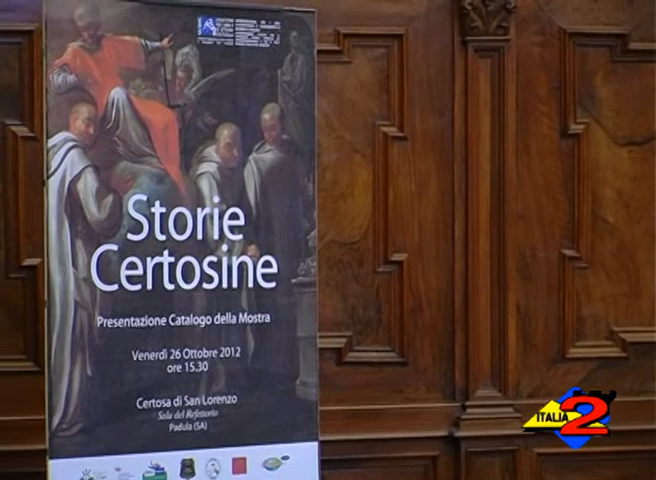 Storie
Certosine
Presentazione Catalogo della Mostra
Venerdì 26 Ottobre 2012
ore 15.30
Certosa di San Lorenzo
Sala del Refettorio
Padula (SA)
ITALIA 2